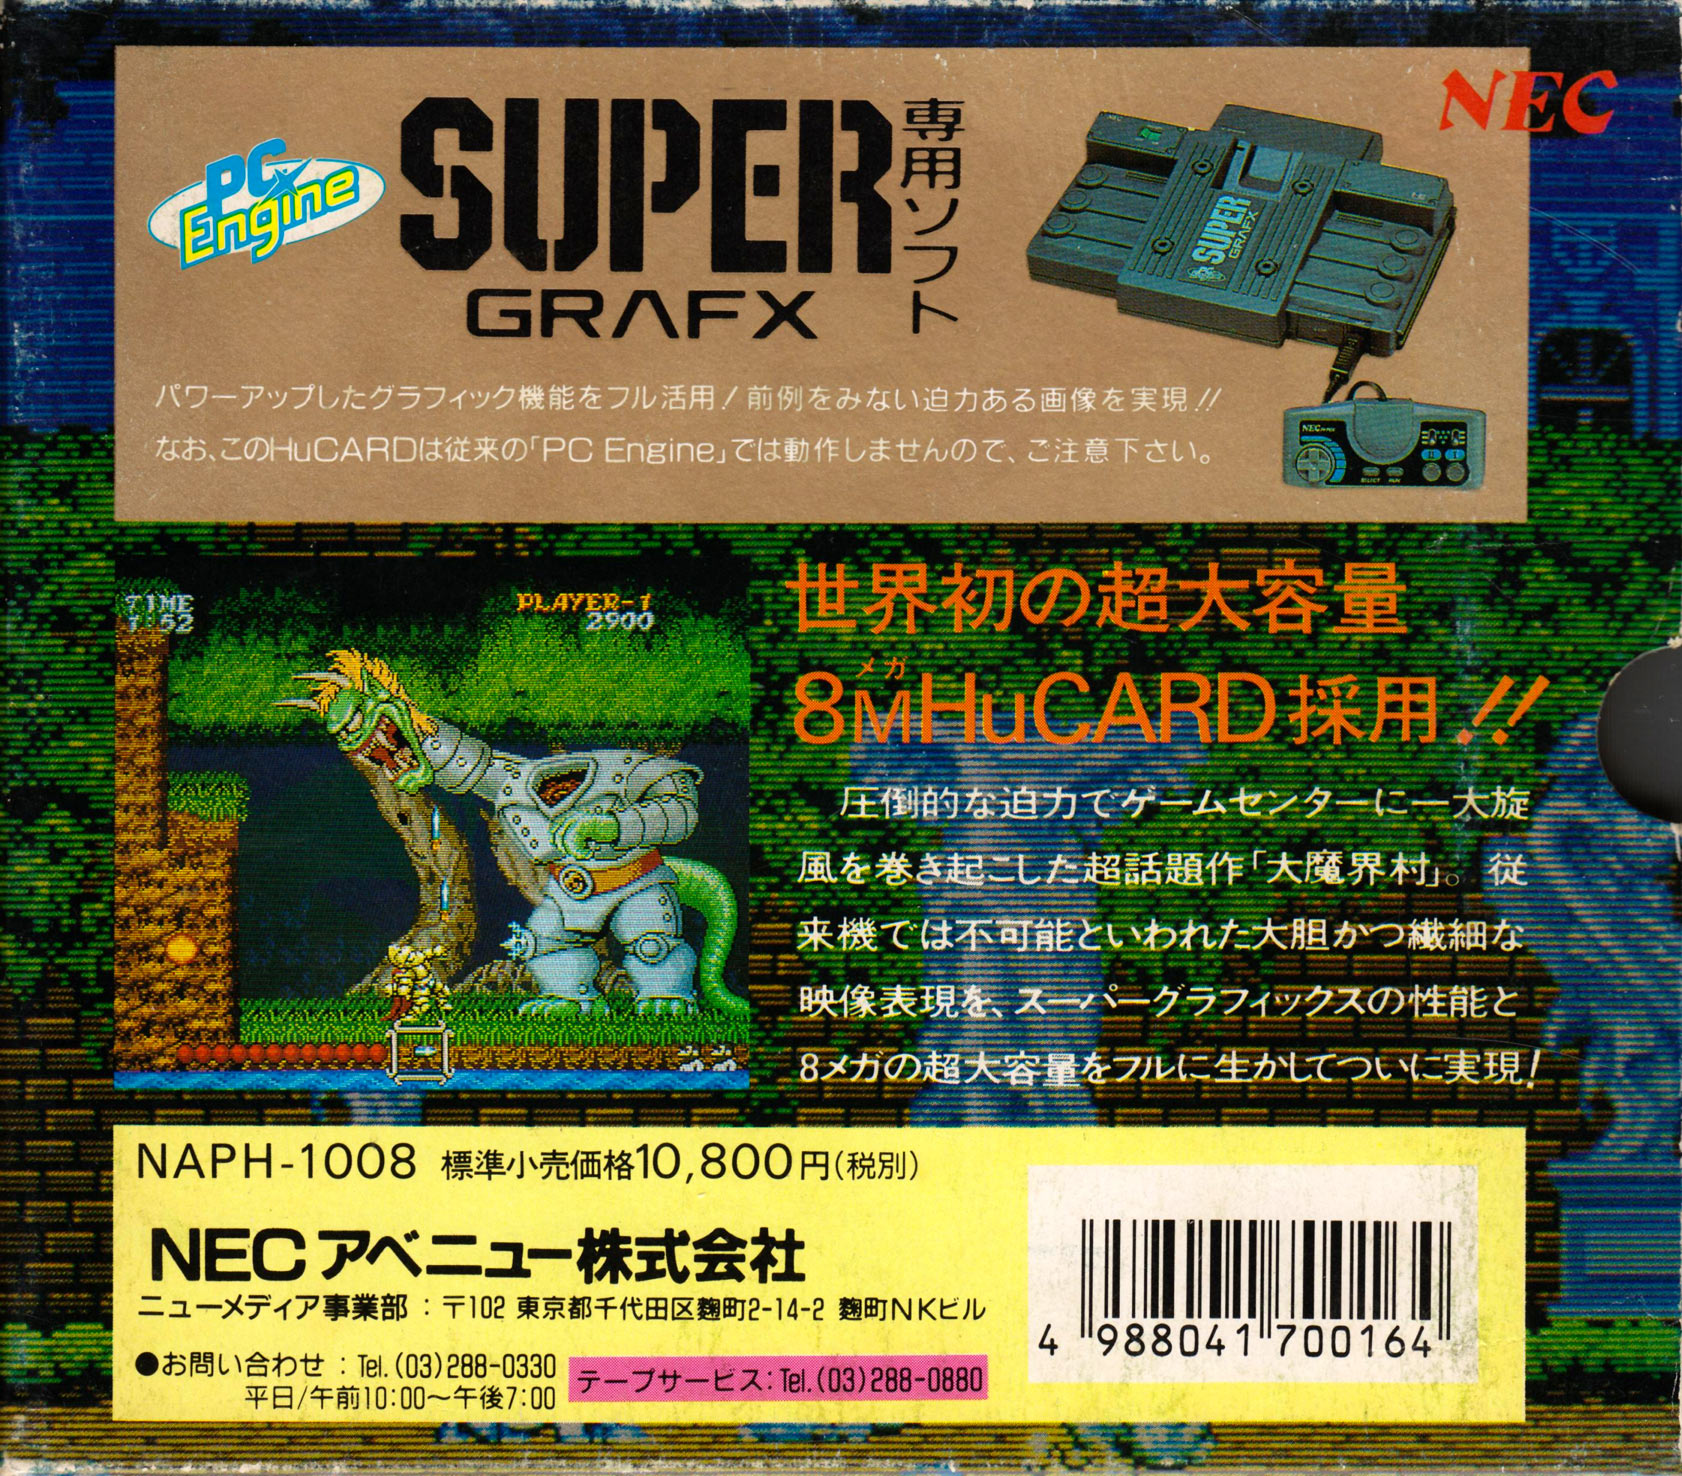 NEC
PC Engine
SUPER
GRAFX
専用ソフト
SUPER
GRAFX
パワーアップしたグラフィック機能をフル活用!前例をみない迫力ある画像を実現!!
なお、このHuCARDは従来の「PC Engine」では動作しませんので、ご注意下さい。
NEC
SELECT RUN
II I
TIME
1:52
PLAYER-1
2900
世界初の超大容量
メガ
8MHuCARD採用!!
圧倒的な迫力でゲームセンターに一大旋
風を巻き起こした超話題作「大魔界村」。従
来機では不可能といわれた大胆かつ繊細な
映像表現を、スーパーグラフィックスの性能と
8メガの超大容量をフルに生かしてついに実現!
NAPH-1008 標準小売価格10,800円(税別)
NECアベニュー株式会社
ニューメディア事業部:〒102 東京都千代田区麹町2-14-2 麹町NKビル
●お問い合わせ:Tel.(03)288-0330
平日/午前10:00~午後7:00
テープサービス:Tel.(03)288-0880
4 988041 700164